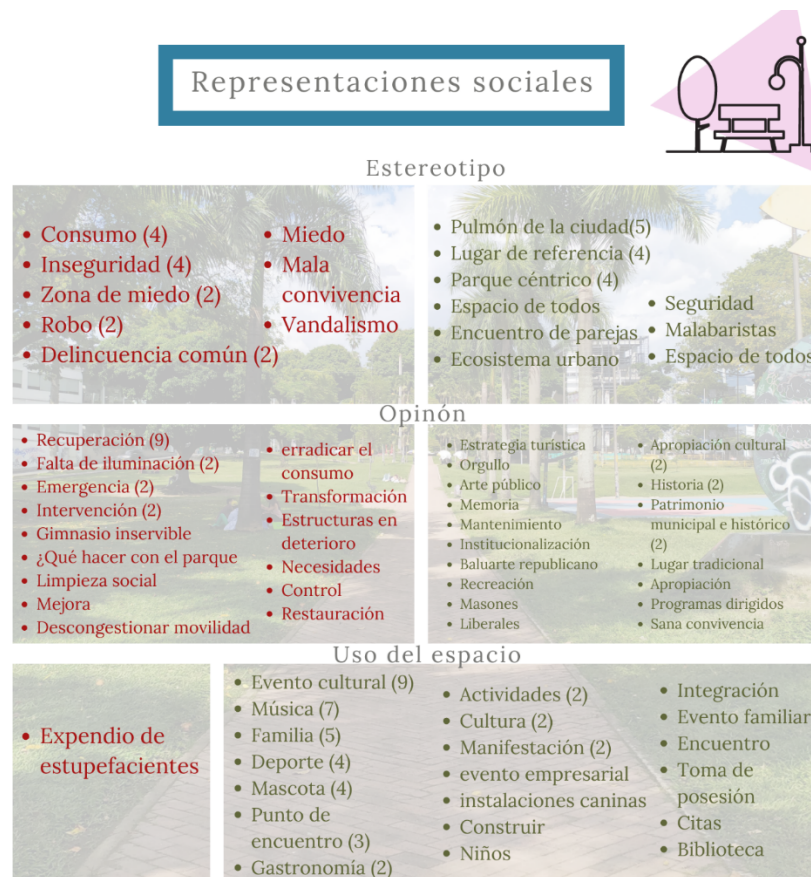 Representaciones sociales
Estereotipo
• Consumo (4)
• Inseguridad (4)
• Zona de miedo (2)
• Robo (2)
• Delincuencia común (2)
• Miedo
• Mala
convivencia
• Vandalismo
• Pulmón de la ciudad(5)
• Lugar de referencia (4)
• Parque céntrico (4)
• Espacio de todos
• Encuentro de parejas
• Ecosistema urbano
• Seguridad
• Malabaristas
• Espacio de todos
Opinón
• Recuperación (9)
• Falta de iluminación (2)
• Emergencia (2)
• Intervención (2)
• Gimnasio inservible
• ¿Qué hacer con el parque
• Limpieza social
• Mejora
• Descongestionar movilidad
• erradicar el
consumo
• Transformación
• Estructuras en
deterioro
• Necesidades
• Control
• Restauración
• Estrategia turística
• Orgullo
• Arte público
• Memoria
• Mantenimiento
• Institucionalización
• Baluarte republicano
• Recreación
• Masones
• Liberales
• Apropiación cultural
(2)
• Historia (2)
• Patrimonio
municipal e histórico
(2)
• Lugar tradicional
• Apropiación
• Programas dirigidos
• Sana convivencia
Uso del espacio
• Expendio de
estupefacientes
• Evento cultural (9)
• Música (7)
• Familia (5)
• Deporte (4)
• Mascota (4)
• Punto de
encuentro (3)
• Gastronomía (2)
• Actividades (2)
• Cultura (2)
• Manifestación (2)
• evento empresarial
• instalaciones caninas
• Construir
• Niños
• Integración
• Evento familiar
• Encuentro
• Toma de
posesión
• Citas
• Biblioteca